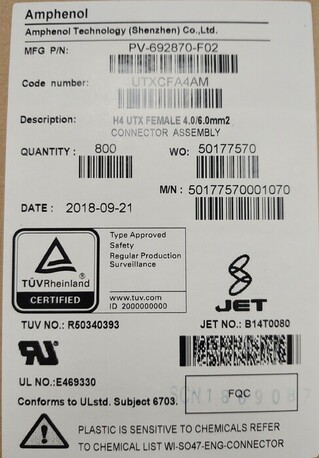 Amphenol
Amphenol Technology (Shenzhen) Co.,Ltd.
MFG P/N: PV-692870-F02
Code number: UTXCFA4AM
Description: H4 UTX FEMALE 4.0/6.0mm2
CONNECTOR ASSEMBLY
QUANTITY : 800 WO: 50177570
M/N : 50177570001070
DATE : 2018-09-21
TÜVRheinland
CERTIFIED
Type Approved
Safety
Regular Production
Surveillance
www.tuv.com
ID 2000000000
JET
TUV NO.: R50340393 JET NO.: B14T0080
UL NO.:E469330
Conforms to ULstd. Subject 6703.
FQC
SCN1809087
PLASTIC IS SENSITIVE TO CHEMICALS REFER
TO CHEMICAL LIST WI-SO47-ENG-CONNECTOR